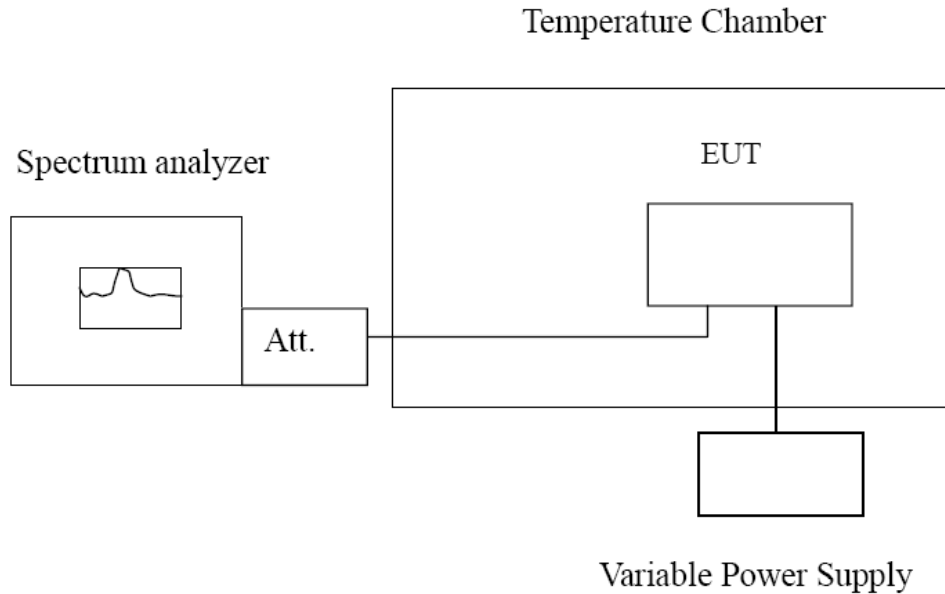 Temperature Chamber
Spectrum analyzer
EUT
Att.
Variable Power Supply